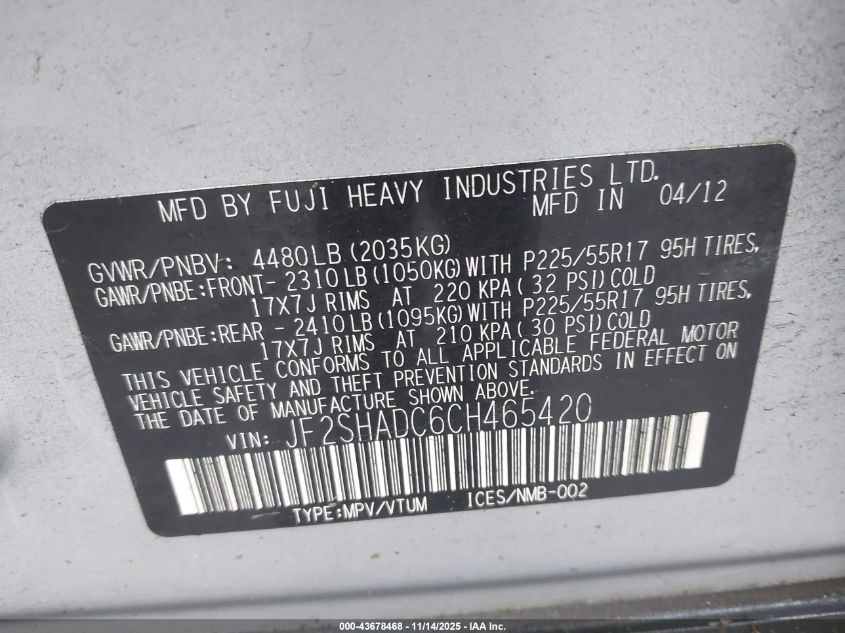 MFD BY FUJI HEAVY INDUSTRIES LTD.
MFD IN 04/12
GVWR/PNBV: 4480LB (2035KG)
GAWR/PNBE:FRONT- 2310LB (1050KG) WITH P225/55R17 95H TIRES,
17X7J RIMS AT 220 KPA ( 32 PSI) COLD
GAWR/PNBE:REAR - 2410LB (1095KG) WITH P225/55R17 95H TIRES,
17X7J RIMS AT 210 KPA ( 30 PSI) COLD
THIS VEHICLE CONFORMS TO ALL APPLICABLE FEDERAL MOTOR
VEHICLE SAFETY AND THEFT PREVENTION STANDARDS IN EFFECT ON
THE DATE OF MANUFACTURE SHOWN ABOVE.
VIN: JF2SHADC6CH465420
TYPE:MPV/VTUM ICES/NMB-002
000-43678468 - 11/14/2025 - IAA Inc.